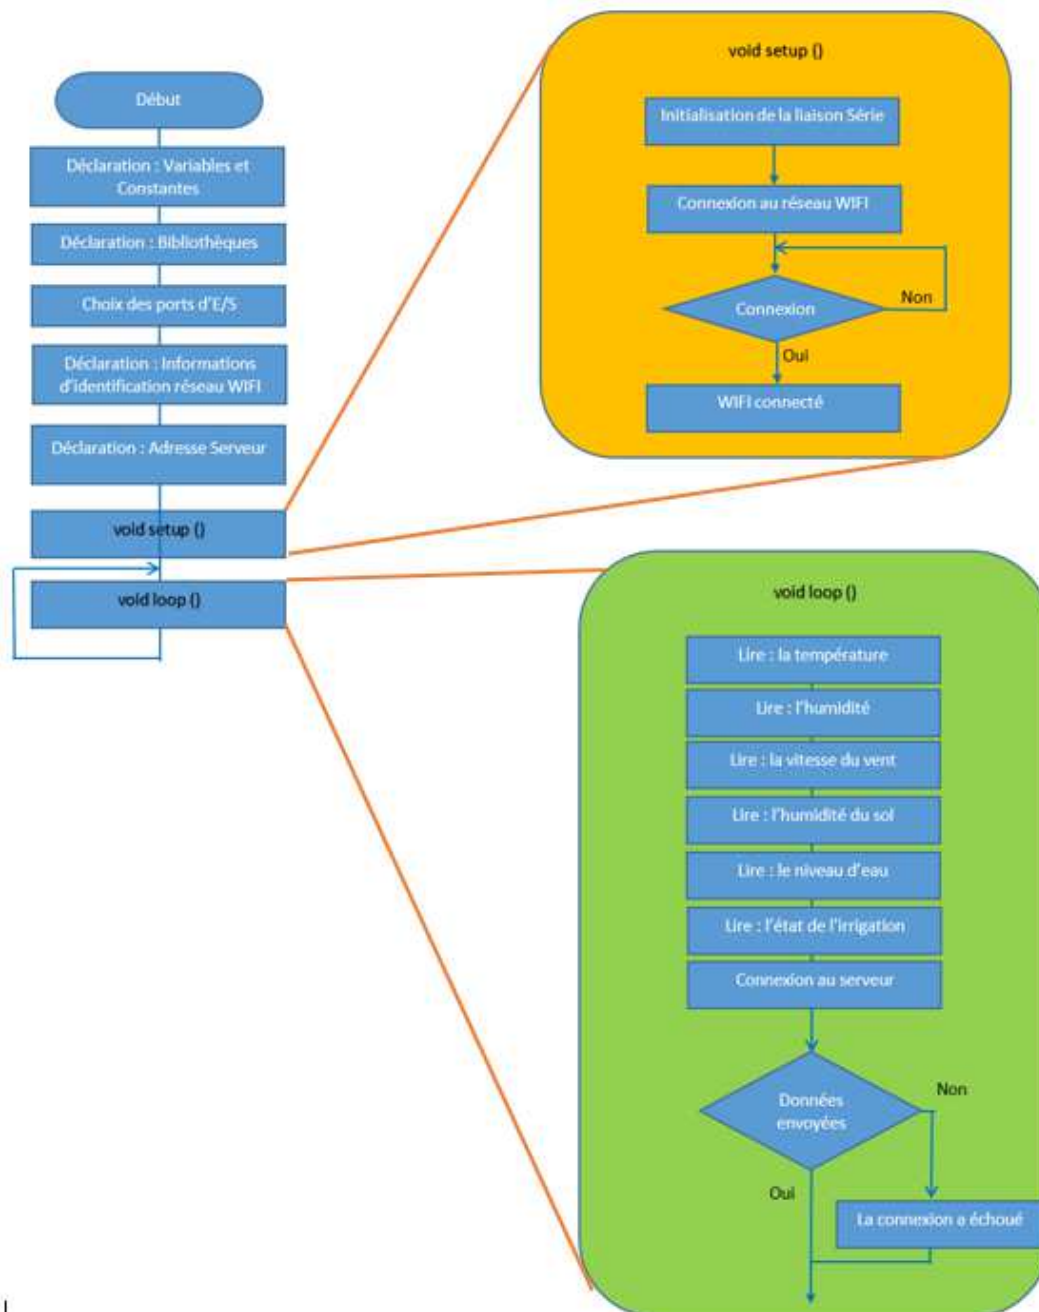 Début
Déclaration : Variables et
Constantes
Déclaration : Bibliothèques
Choix des ports d'E/S
Déclaration : Informations
d'identification réseau WIFI
Déclaration : Adresse Serveur
void setup ()
void loop ()
void setup ()
Initialisation de la liaison Série
Connexion au réseau WIFI
Connexion
Non
Oui
WIFI connecté
void loop ()
Lire : la température
Lire : l'humidité
Lire : la vitesse du vent
Lire : l'humidité du sol
Lire : le niveau d'eau
Lire : l'état de l'irrigation
Connexion au serveur
Données
envoyées
Non
Oui
La connexion a échoué